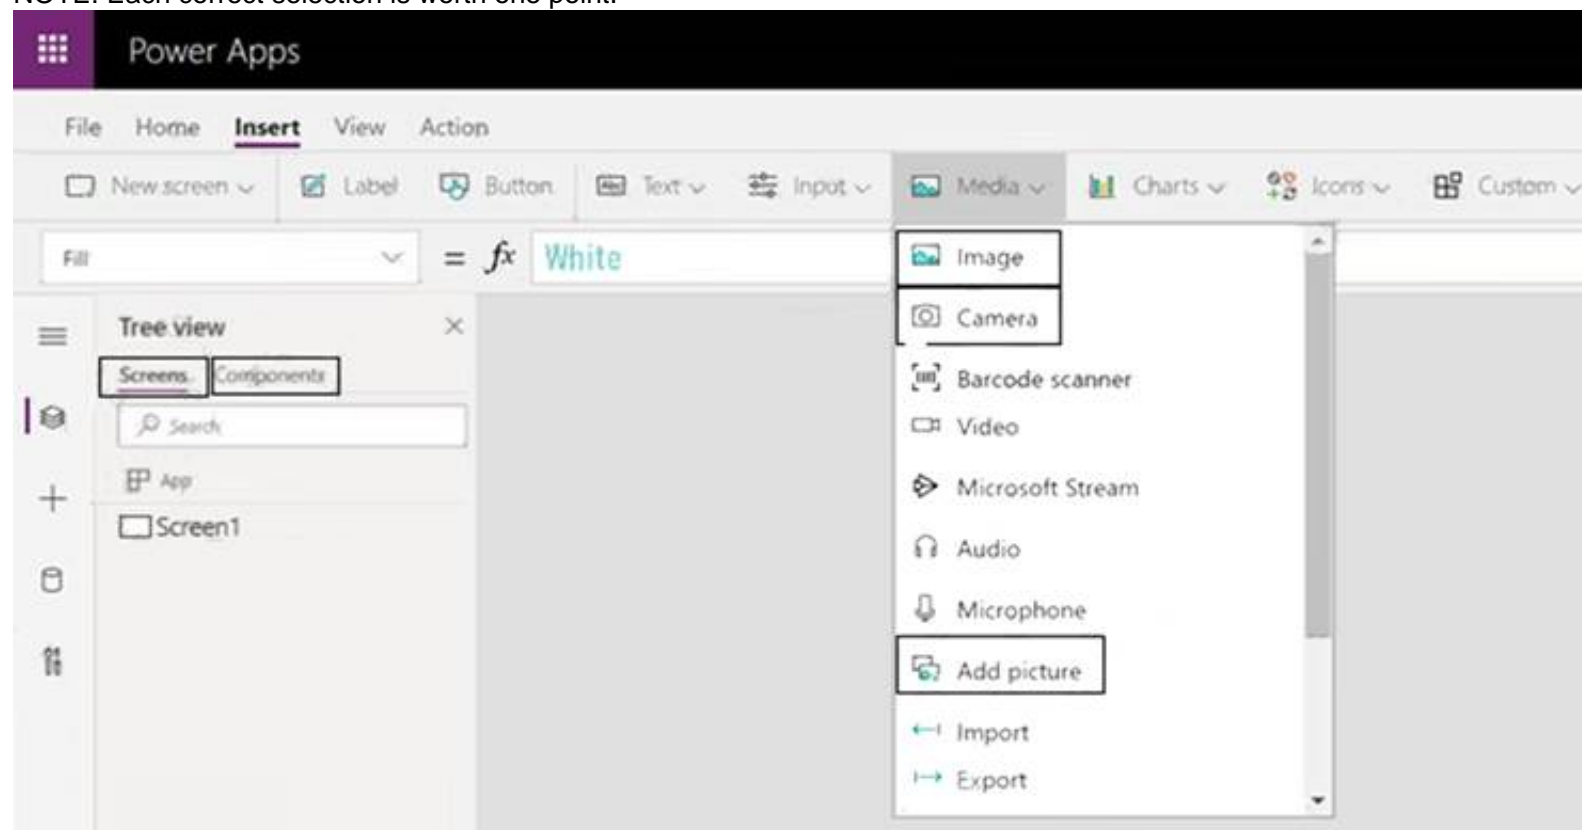 NOTE: Each correct selection is worth one point.
Power Apps
File Home Insert View Action
New screen Label Button Text Input Media Charts Icons Custom
Fill = fx White
Image
Tree view
Camera
Screens Components
Barcode scanner
Search
Video
App
Microsoft Stream
Screen1
Audio
Microphone
Add picture
Import
Export